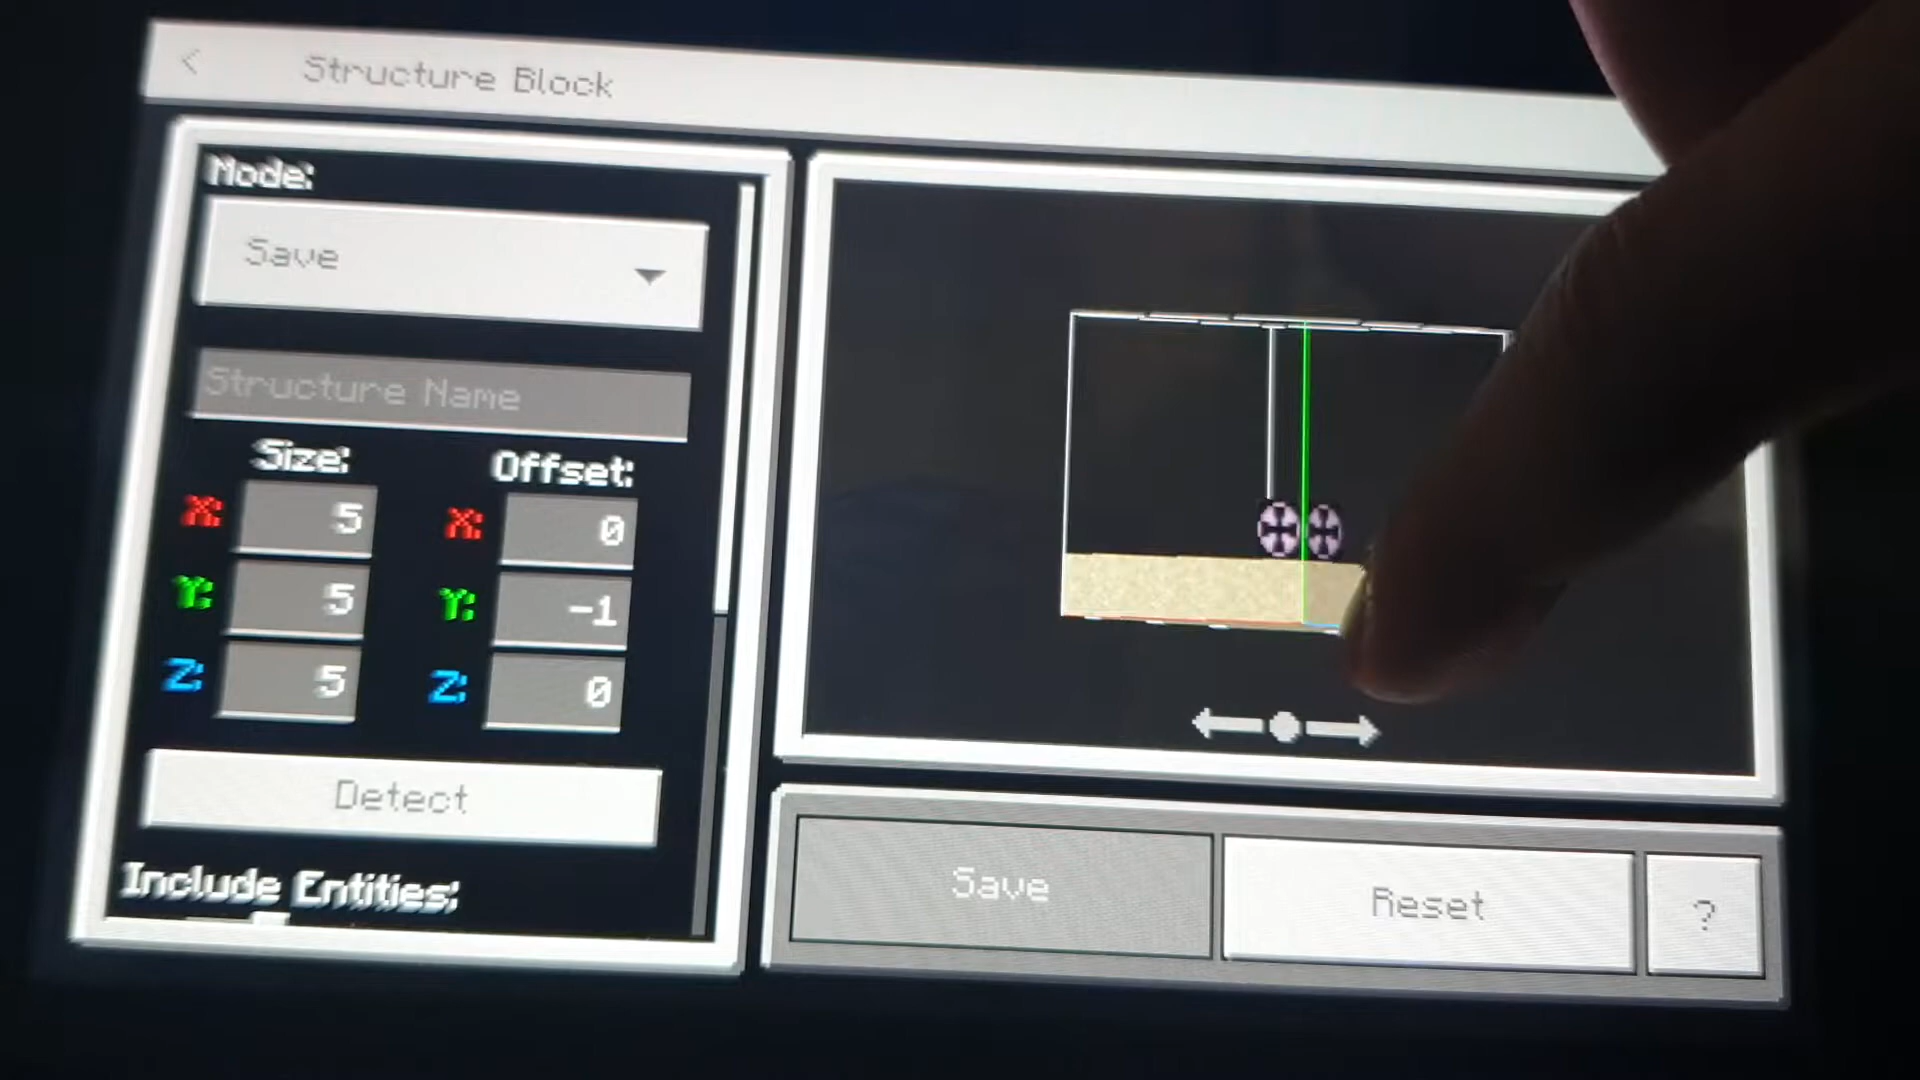 < Structure Block
Mode:
Save
Structure Name
Size: Offset:
X: 5 X: 0
Y: 5 Y: -1
Z: 5 Z: 0
Detect
Include Entities:
Save Reset ?